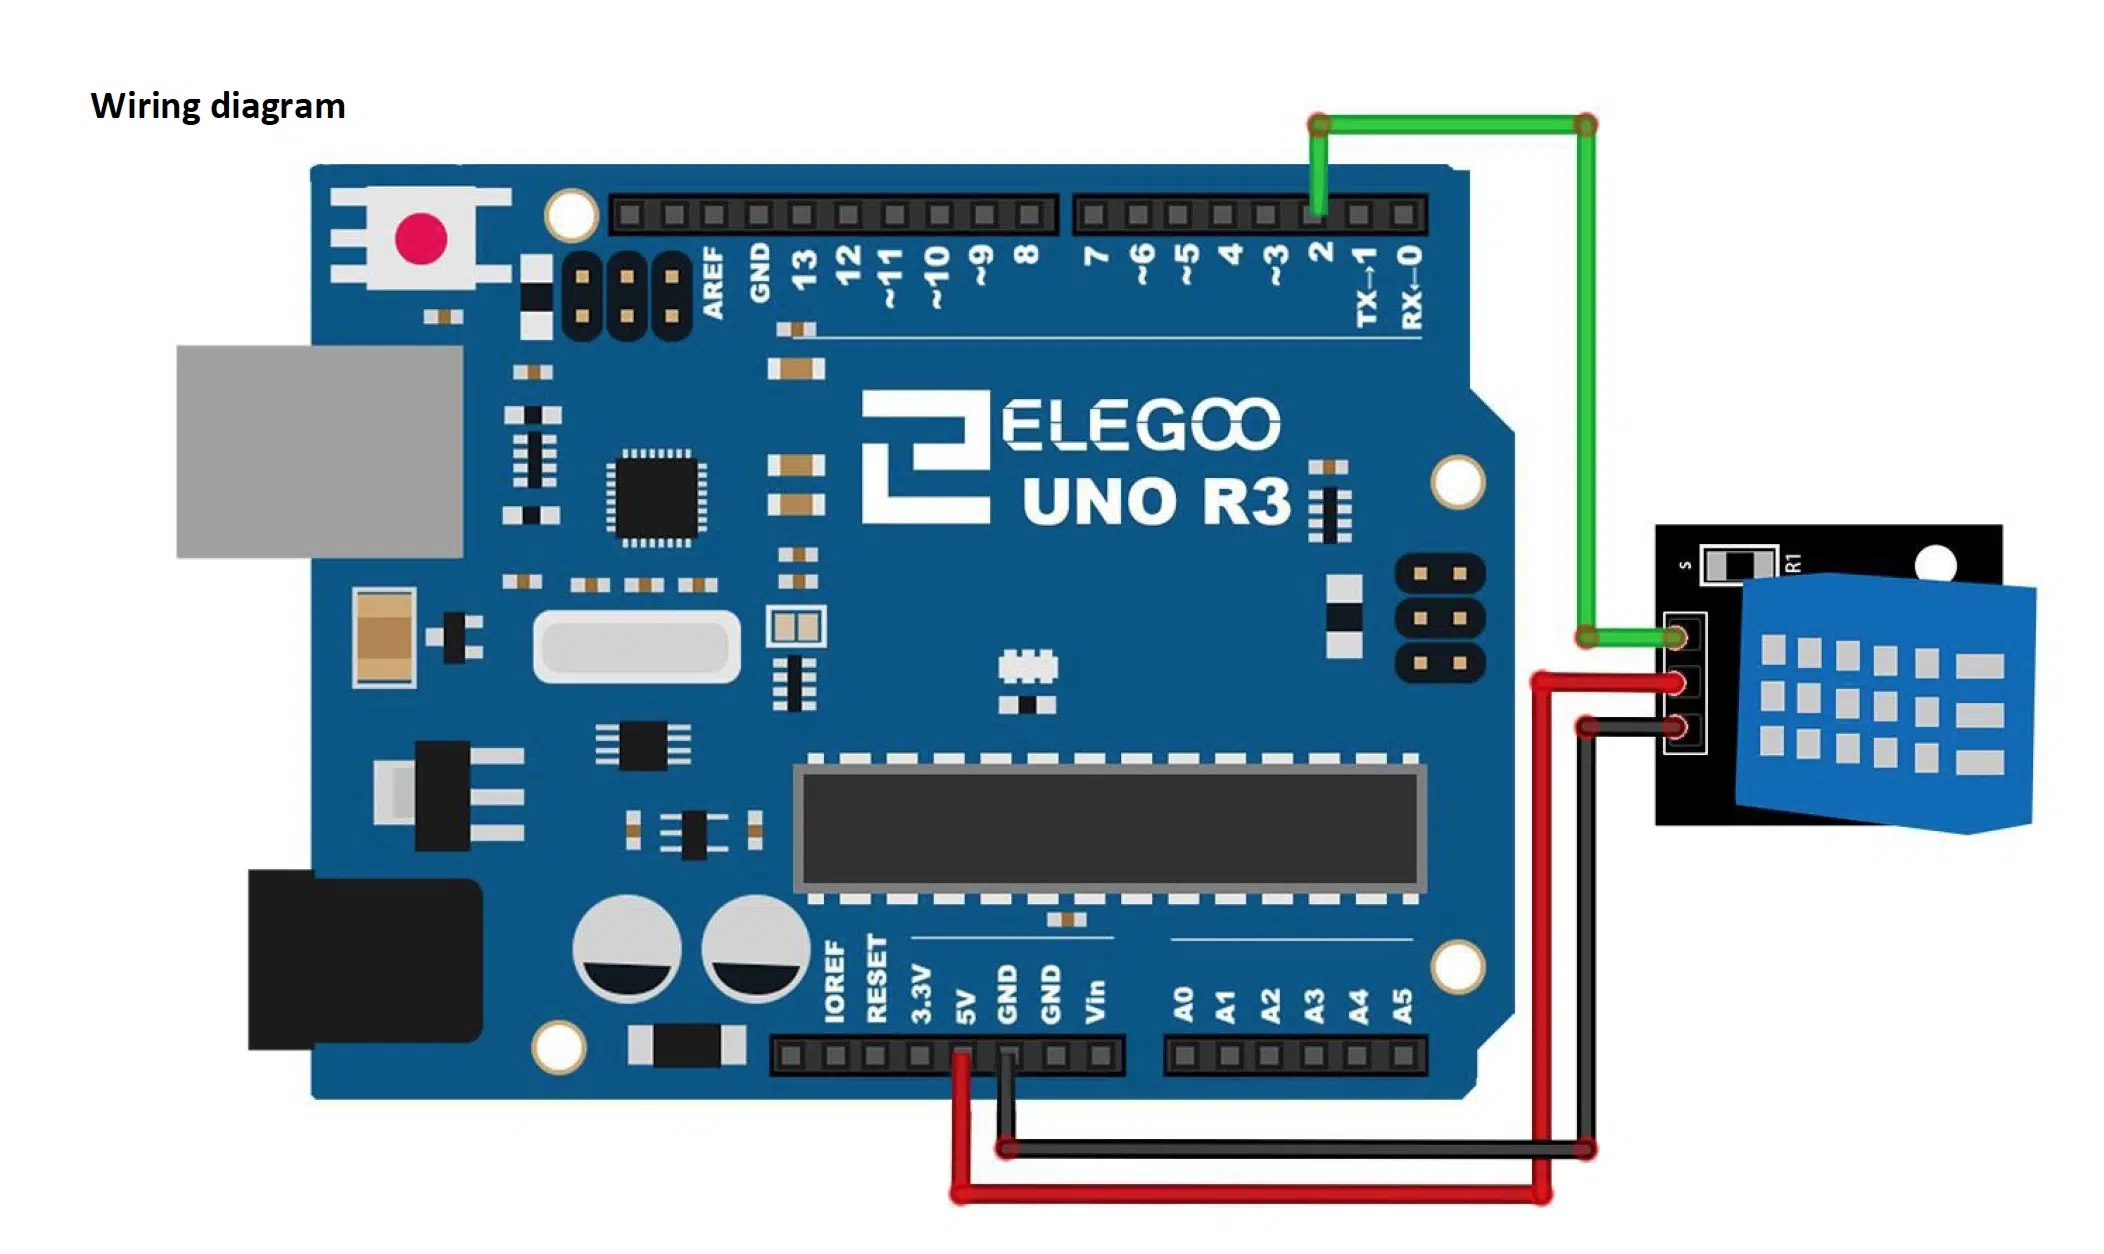 Wiring diagram
AREF
GND
13
12
~11
~10
~9
8
7
~6
~5
4
~3
2
TX→1
RX←0
ELEGOO
UNO R3
S
R1
IOREF
RESET
3.3V
5V
GND
GND
Vin
A0
A1
A2
A3
A4
A5